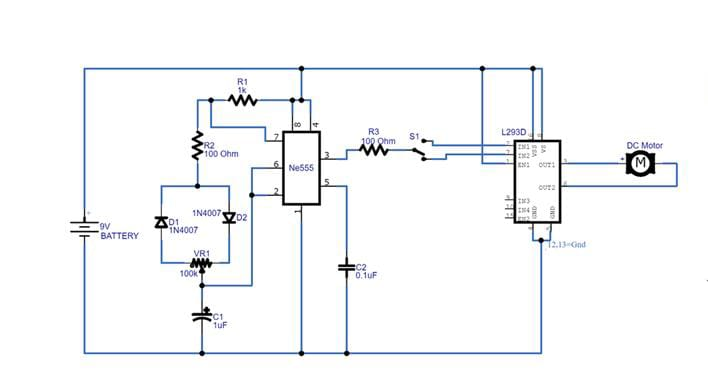 R1
1k
R2
100 Ohm
8
4
7
6
2
3
5
1
Ne555
R3
100 Ohm
S1
L293D
IN1
IN2
EN1
VSS
VS
OUT1
OUT2
IN3
IN4
GND
GND
DC Motor
+
M
D1
1N4007
1N4007
D2
VR1
100k
9V
BATTERY
C1
1uF
C2
0.1uF
12,13=Gnd